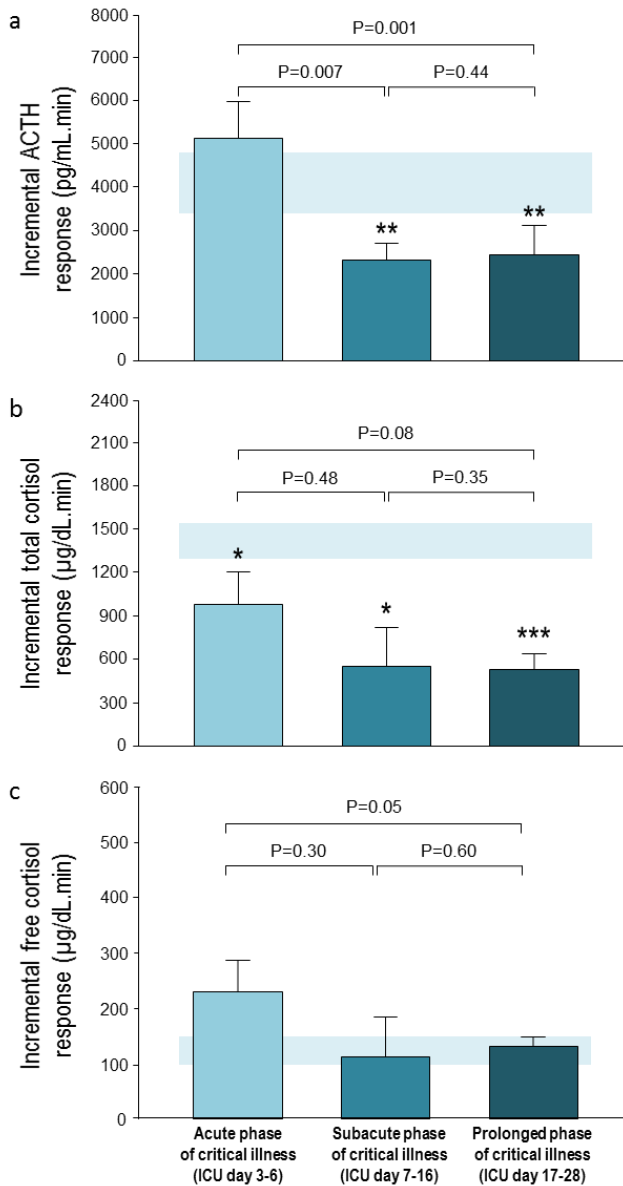 a
Incremental ACTH
response (pg/mL.min)
8000
7000
6000
5000
4000
3000
2000
1000
0
P=0.001
P=0.007
P=0.44
**
**
b
Incremental total cortisol
response (µg/dL.min)
2400
2100
1800
1500
1200
900
600
300
0
P=0.08
P=0.48
P=0.35
*
*
***
c
Incremental free cortisol
response (µg/dL.min)
600
500
400
300
200
100
0
P=0.05
P=0.30
P=0.60
Acute phase
of critical illness
(ICU day 3-6)
Subacute phase
of critical illness
(ICU day 7-16)
Prolonged phase
of critical illness
(ICU day 17-28)